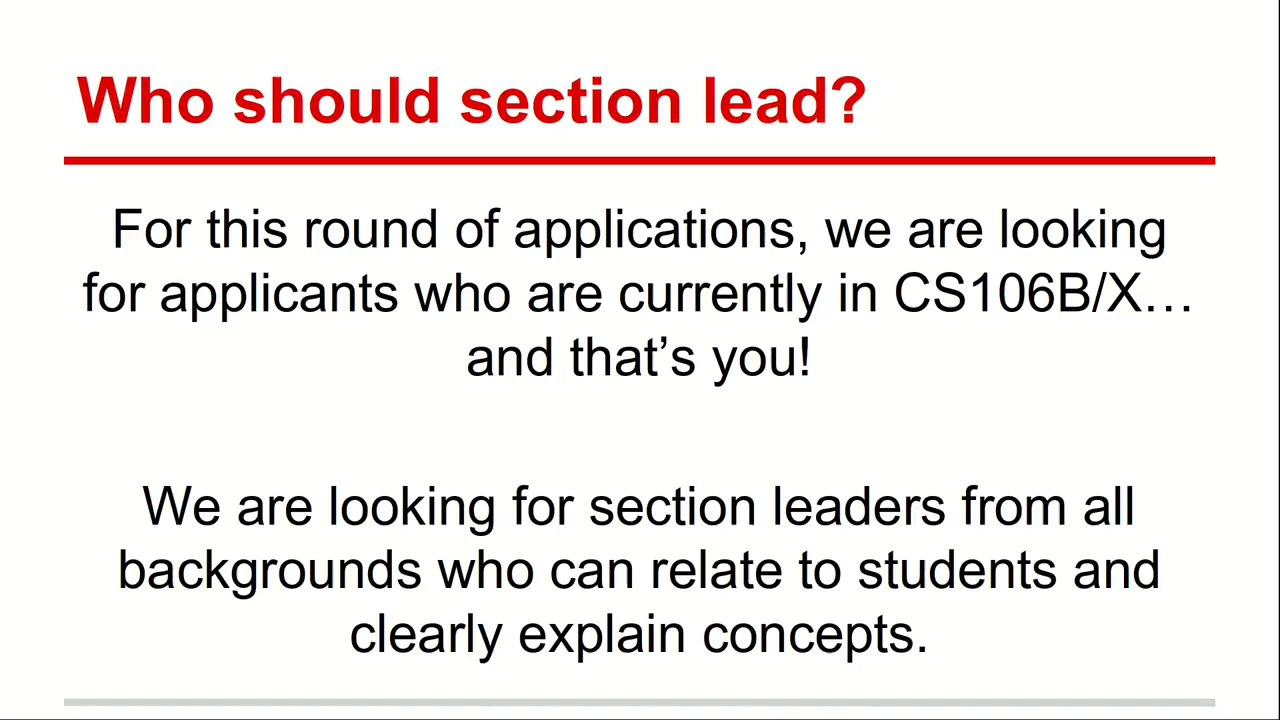 Who should section lead?
For this round of applications, we are looking
for applicants who are currently in CS106B/X…
and that’s you!
We are looking for section leaders from all
backgrounds who can relate to students and
clearly explain concepts.